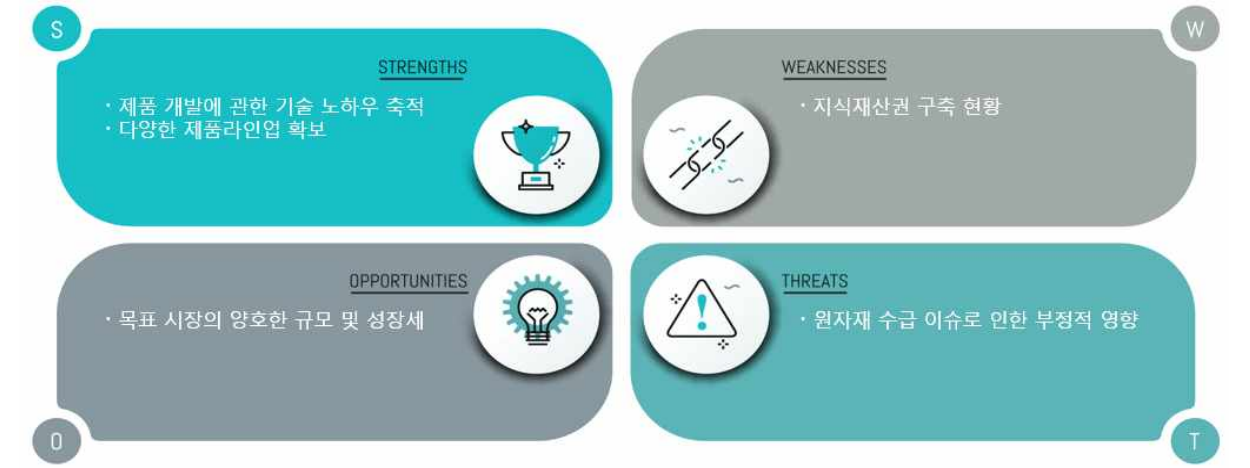 S
STRENGTHS
· 제품 개발에 관한 기술 노하우 축적
· 다양한 제품라인업 확보
W
WEAKNESSES
· 지식재산권 구축 현황
O
OPPORTUNITIES
· 목표 시장의 양호한 규모 및 성장세
T
THREATS
· 원자재 수급 이슈로 인한 부정적 영향